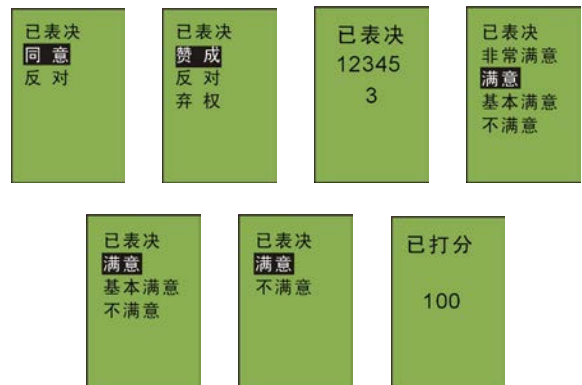 已表决
同 意
反 对
已表决
赞 成
反 对
弃 权
已表决
12345
3
已表决
非常满意
满意
基本满意
不满意
已表决
满意
基本满意
不满意
已表决
满意
不满意
已打分
100